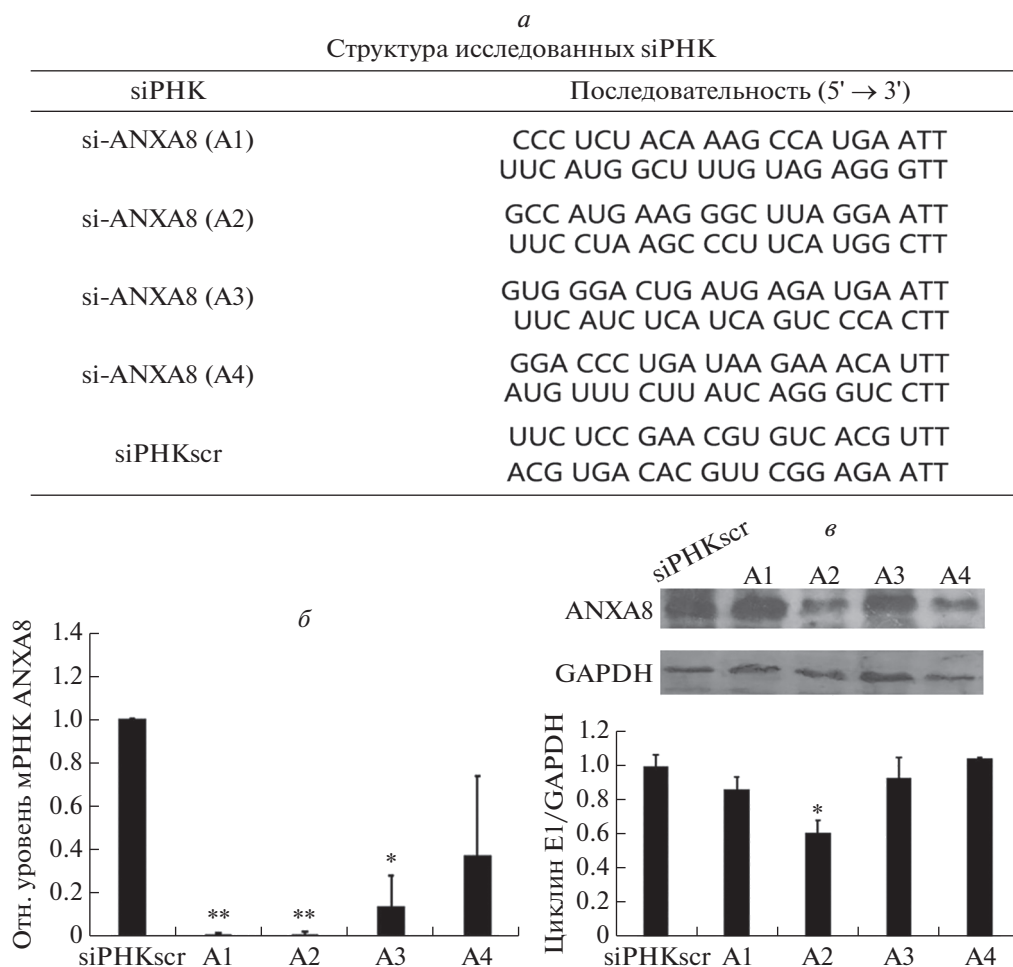 а
Структура исследованных siРНК
siРНК Последовательность (5' → 3')
si-ANXA8 (A1) CCC UCU ACA AAG CCA UGA ATT
UUC AUG GCU UUG UAG AGG GTT
si-ANXA8 (A2) GCC AUG AAG GGC UUA GGA ATT
UUC CUA AGC CCU UCA UGG CTT
si-ANXA8 (A3) GUG GGA CUG AUG AGA UGA ATT
UUC AUC UCA UCA GUC CCA CTT
si-ANXA8 (A4) GGA CCC UGA UAA GAA ACA UTT
AUG UUU CUU AUC AGG GUC CTT
siРНКscr UUC UCC GAA CGU GUC ACG UTT
ACG UGA CAC GUU CGG AGA ATT
б
Отн. уровень мРНК ANXA8
1.4
1.2
1.0
0.8
0.6
0.4
0.2
0
** ** *
siРНКscr A1 A2 A3 A4
в
siРНКscr A1 A2 A3 A4
ANXA8
GAPDH
Циклин E1/GAPDH
1.2
1.0
0.8
0.6
0.4
0.2
0
*
siРНКscr A1 A2 A3 A4